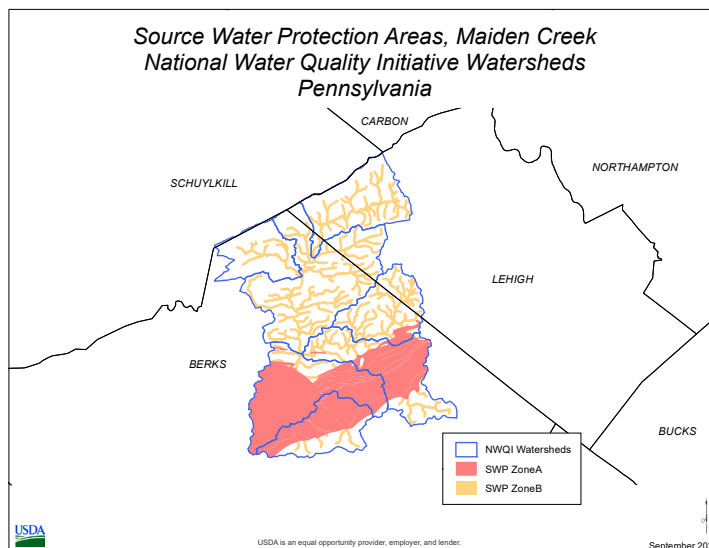 Source Water Protection Areas, Maiden Creek
National Water Quality Initiative Watersheds
Pennsylvania
CARBON
NORTHAMPTON
SCHUYLKILL
LEHIGH
BERKS
BUCKS
NWQI Watersheds
SWP ZoneA
SWP ZoneB
USDA
USDA is an equal opportunity provider, employer, and lender.
September